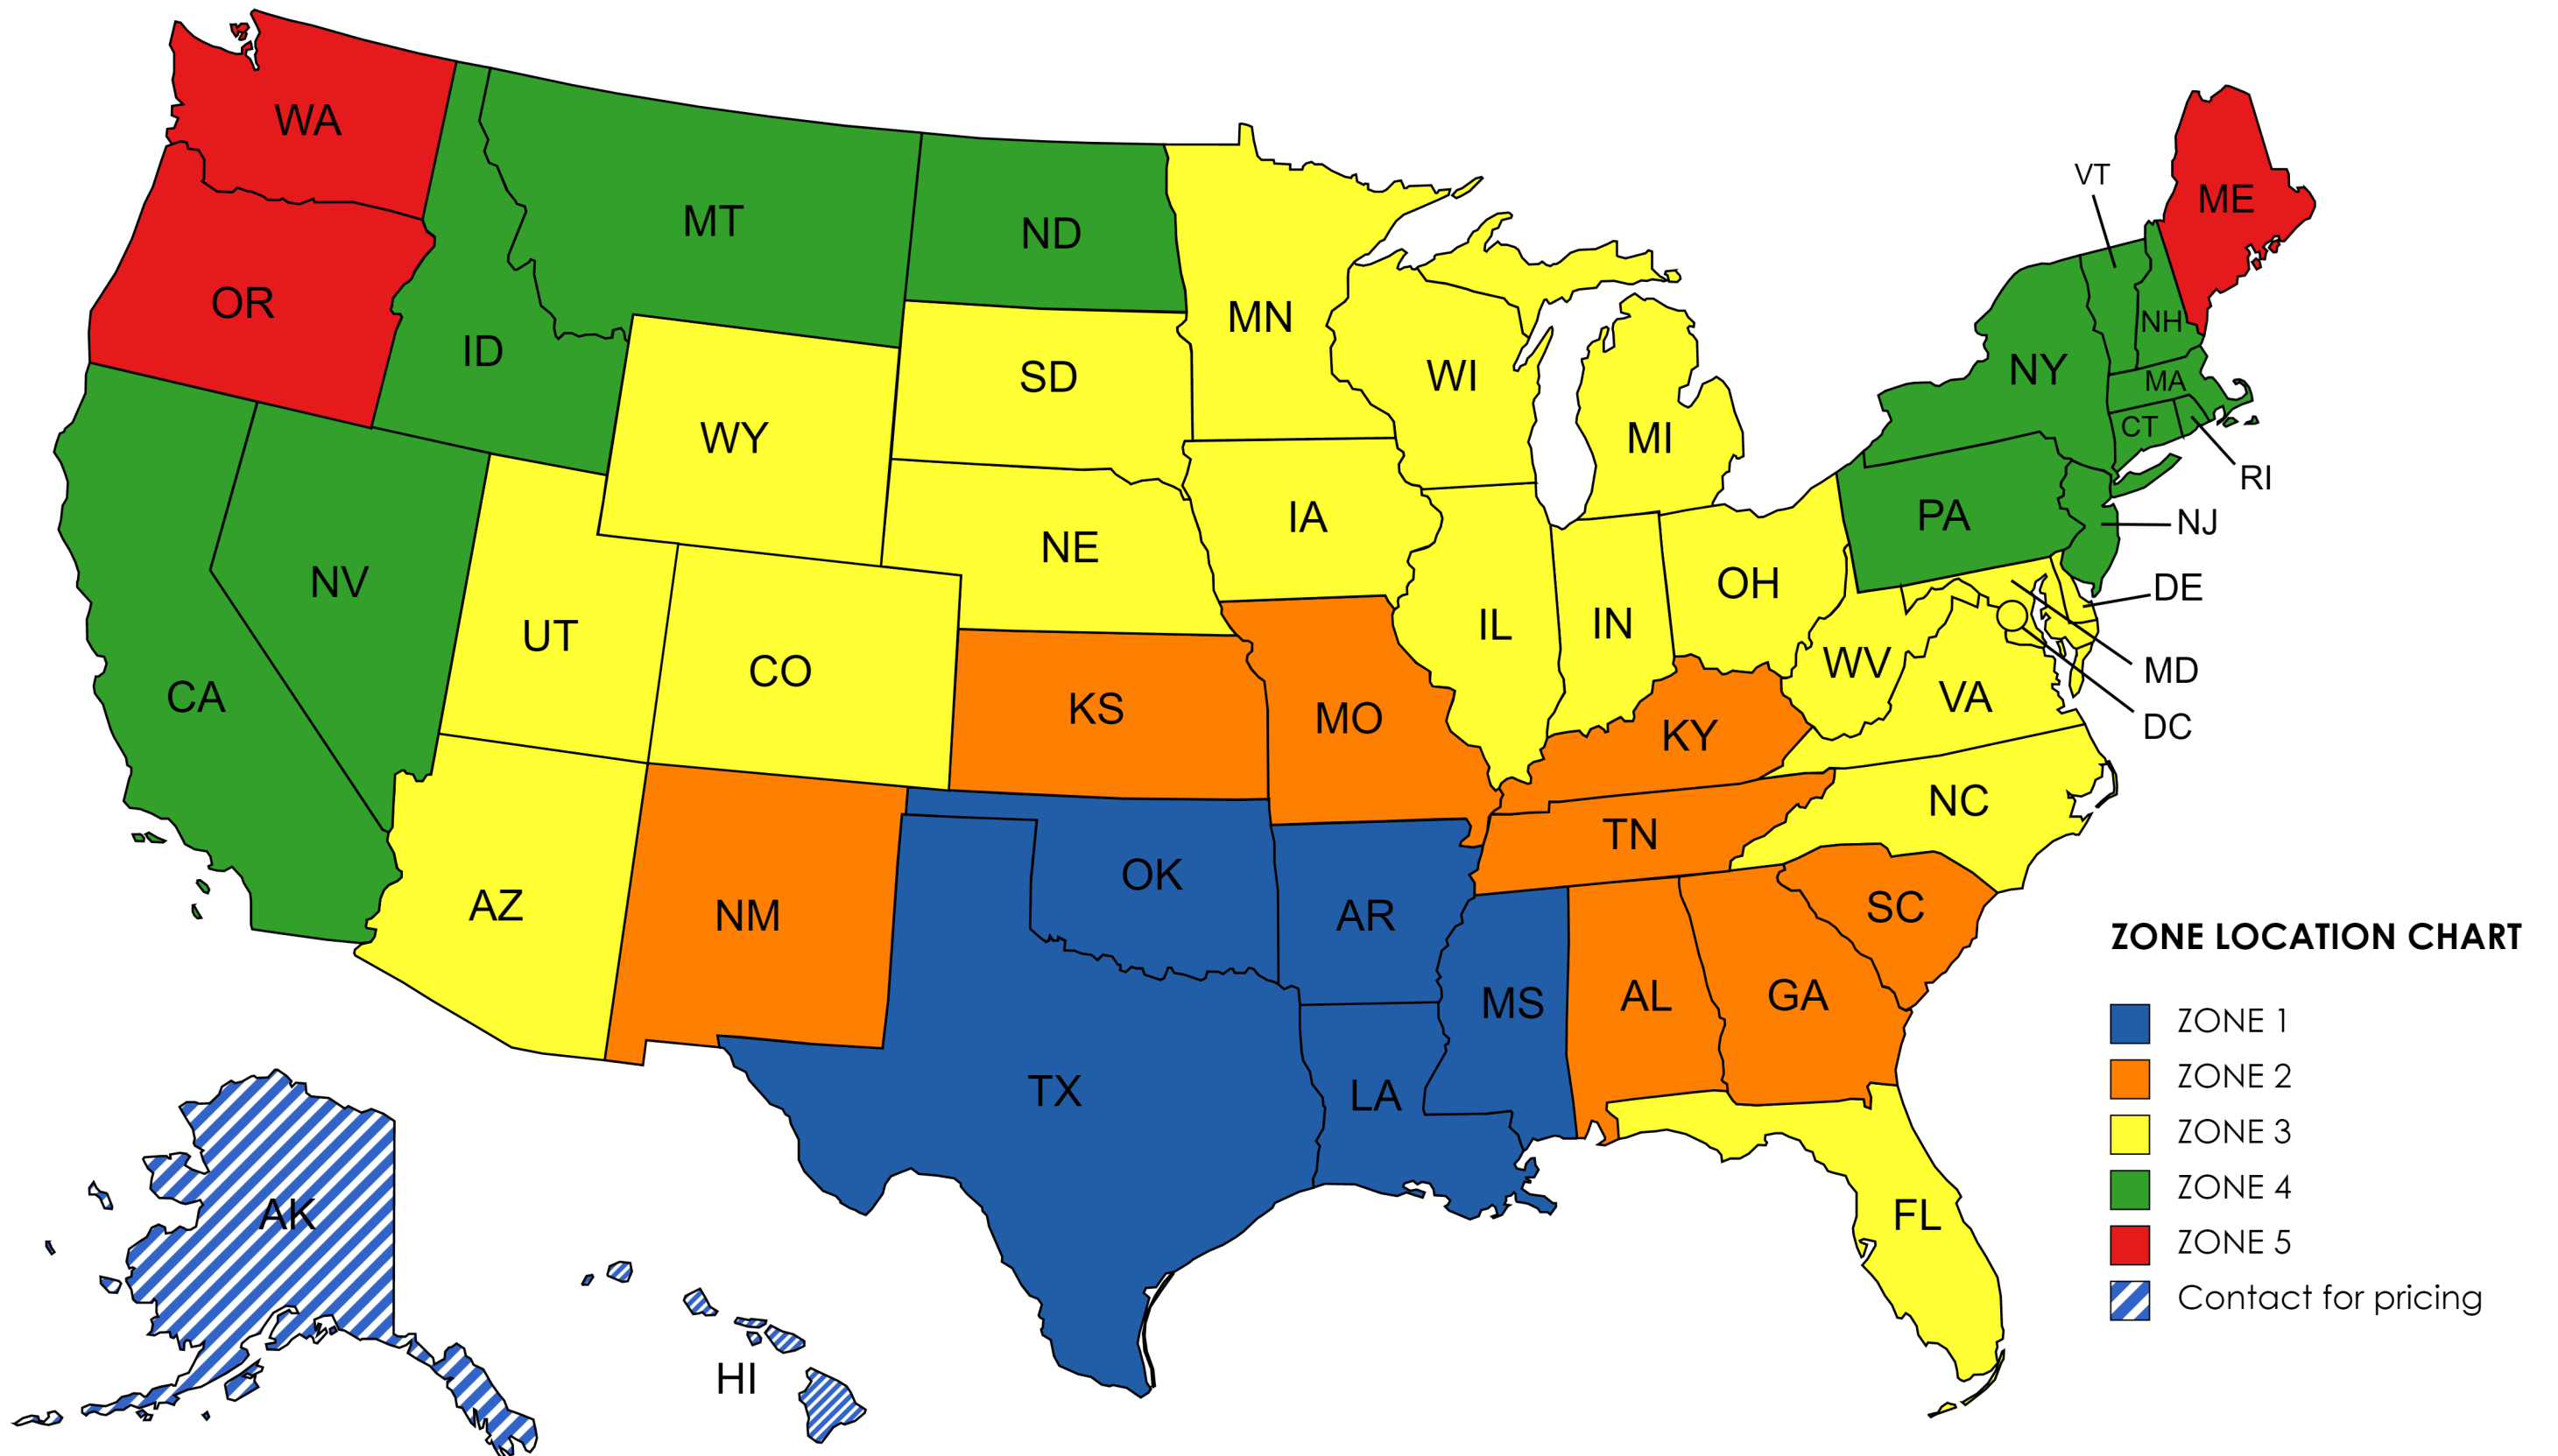 WA
VT
ME
MT
ND
OR
MN
NH
ID
NY
SD
WI
MA
WY
MI
CT
RI
IA
PA
NJ
NE
NV
OH
DE
UT
IL
IN
WV
MD
CO
CA
VA
KS
MO
DC
KY
NC
TN
OK
AZ
NM
AR
SC
ZONE LOCATION CHART
MS
AL
GA
ZONE 1
ZONE 2
TX
LA
ZONE 3
ZONE 4
AK
FL
ZONE 5
Contact for pricing
HI